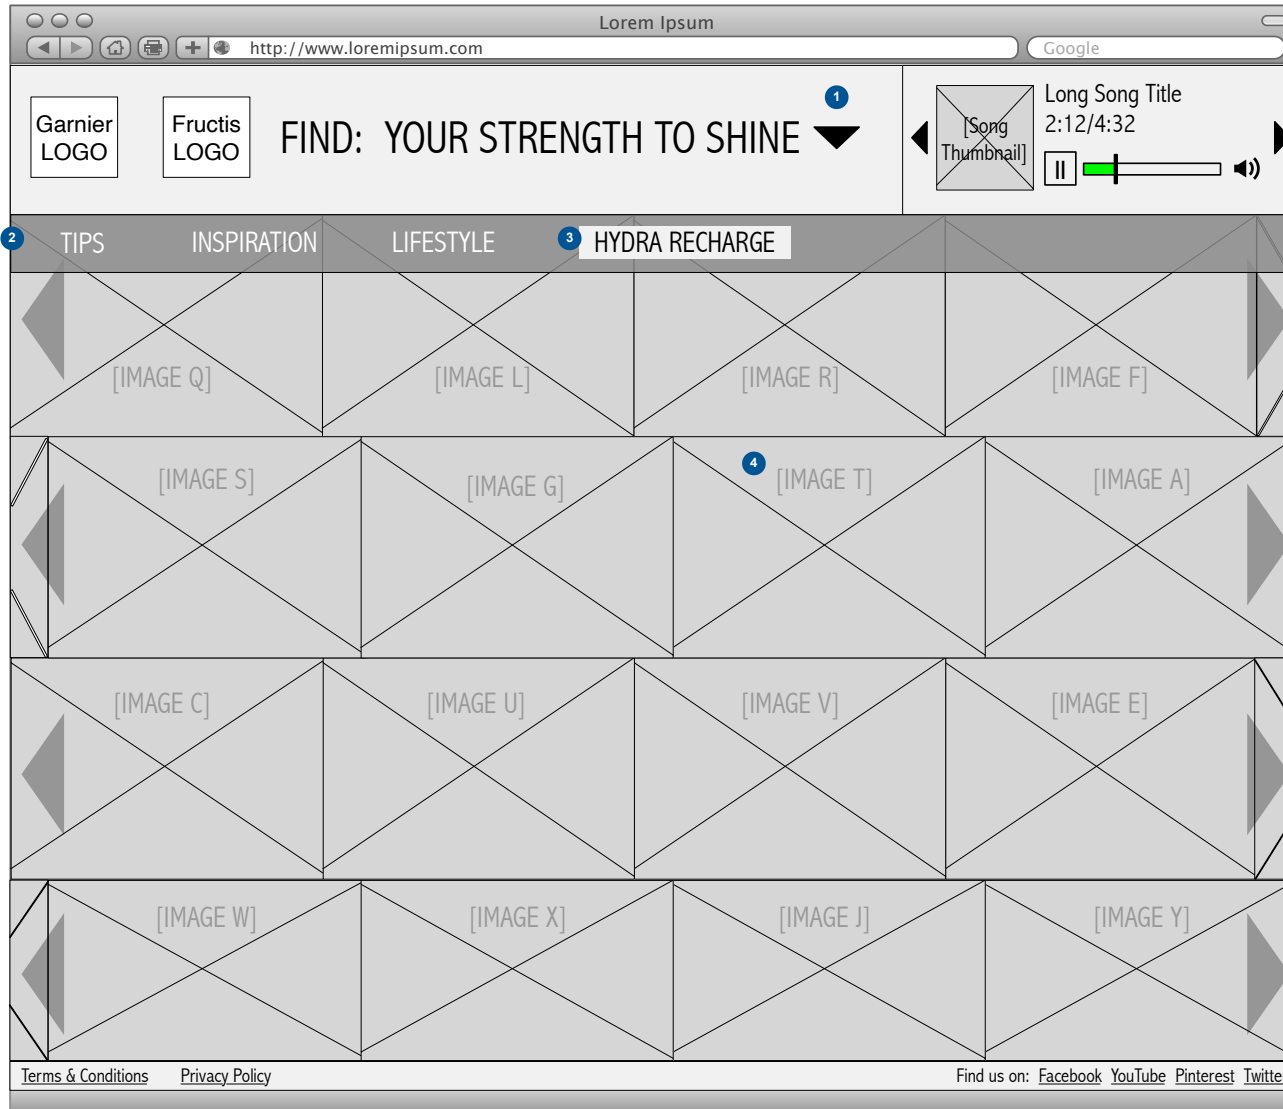 Lorem Ipsum
http://www.loremipsum.com
Google
Garnier
LOGO
Fructis
LOGO
FIND: YOUR STRENGTH TO SHINE
1
[Song
Thumbnail]
Long Song Title
2:12/4:32
2
TIPS
INSPIRATION
LIFESTYLE
3
HYDRA RECHARGE
[IMAGE Q]
[IMAGE L]
[IMAGE R]
[IMAGE F]
[IMAGE S]
[IMAGE G]
4
[IMAGE T]
[IMAGE A]
[IMAGE C]
[IMAGE U]
[IMAGE V]
[IMAGE E]
[IMAGE W]
[IMAGE X]
[IMAGE J]
[IMAGE Y]
Terms & Conditions
Privacy Policy
Find us on: Facebook YouTube Pinterest Twitte